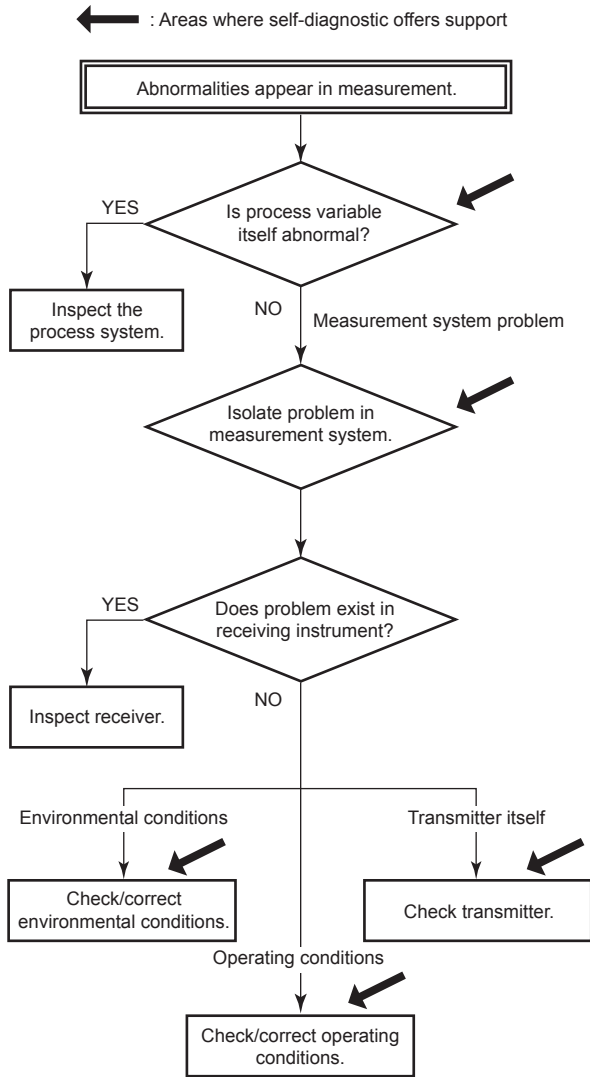 : Areas where self-diagnostic offers support
Abnormalities appear in measurement.
YES
Is process variable
itself abnormal?
Inspect the
process system.
NO
Measurement system problem
Isolate problem in
measurement system.
YES
Does problem exist in
receiving instrument?
Inspect receiver.
NO
Environmental conditions
Transmitter itself
Check/correct
environmental conditions.
Check transmitter.
Operating conditions
Check/correct operating
conditions.